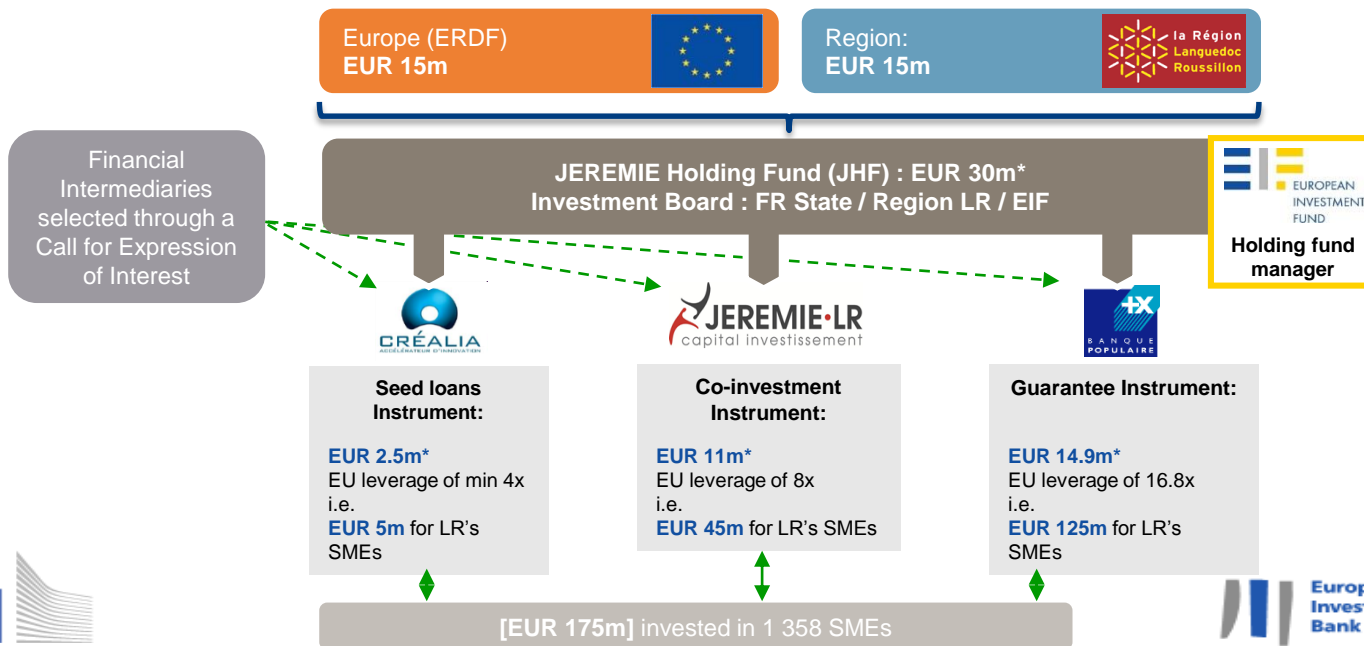 Europe (ERDF)
EUR 15m
Region:
EUR 15m
la Région
Languedoc
Roussillon
Financial
Intermediaries
selected through a
Call for Expression
of Interest
JEREMIE Holding Fund (JHF) : EUR 30m*
Investment Board : FR State / Region LR / EIF
EUROPEAN
INVESTMENT
FUND
Holding fund
manager
CRÉALIA
ACCÉLÉRATEUR D'INNOVATION
JEREMIE•LR
capital investissement
+X
BANQUE
POPULAIRE
Seed loans
Instrument:
EUR 2.5m*
EU leverage of min 4x
i.e.
EUR 5m for LR's
SMEs
Co-investment
Instrument:
EUR 11m*
EU leverage of 8x
i.e.
EUR 45m for LR's SMEs
Guarantee Instrument:
EUR 14.9m*
EU leverage of 16.8x
i.e.
EUR 125m for LR's
SMEs
[EUR 175m] invested in 1 358 SMEs
Europ
Inves
Bank